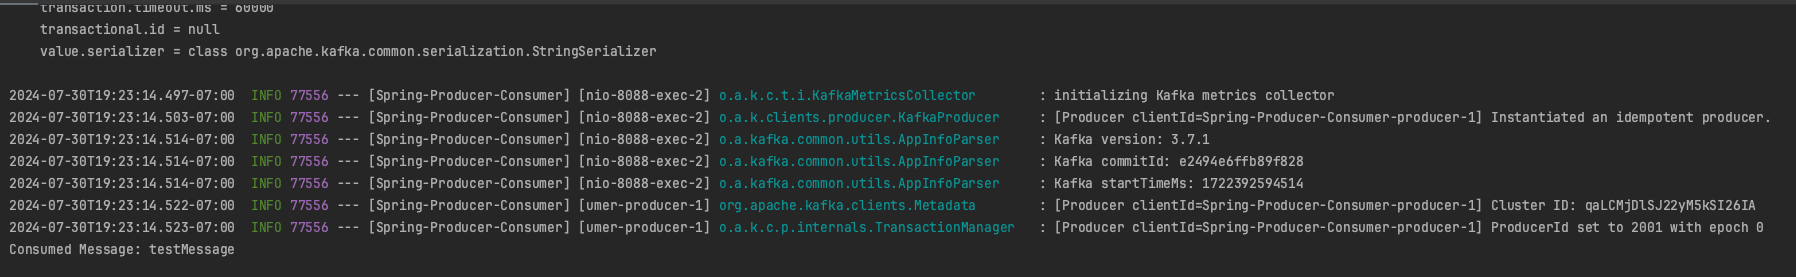 transaction.timeout.ms = 60000
transactional.id = null
value.serializer = class org.apache.kafka.common.serialization.StringSerializer
2024-07-30T19:23:14.497-07:00  INFO 77556 --- [Spring-Producer-Consumer] [nio-8088-exec-2] o.a.k.c.t.i.KafkaMetricsCollector        : initializing Kafka metrics collector
2024-07-30T19:23:14.503-07:00  INFO 77556 --- [Spring-Producer-Consumer] [nio-8088-exec-2] o.a.k.clients.producer.KafkaProducer     : [Producer clientId=Spring-Producer-Consumer-producer-1] Instantiated an idempotent producer.
2024-07-30T19:23:14.514-07:00  INFO 77556 --- [Spring-Producer-Consumer] [nio-8088-exec-2] o.a.kafka.common.utils.AppInfoParser     : Kafka version: 3.7.1
2024-07-30T19:23:14.514-07:00  INFO 77556 --- [Spring-Producer-Consumer] [nio-8088-exec-2] o.a.kafka.common.utils.AppInfoParser     : Kafka commitId: e2494e6ffb89f828
2024-07-30T19:23:14.514-07:00  INFO 77556 --- [Spring-Producer-Consumer] [nio-8088-exec-2] o.a.kafka.common.utils.AppInfoParser     : Kafka startTimeMs: 1722392594514
2024-07-30T19:23:14.522-07:00  INFO 77556 --- [Spring-Producer-Consumer] [umer-producer-1] org.apache.kafka.clients.Metadata        : [Producer clientId=Spring-Producer-Consumer-producer-1] Cluster ID: qaLCMjDlSJ22yM5kSI26IA
2024-07-30T19:23:14.523-07:00  INFO 77556 --- [Spring-Producer-Consumer] [umer-producer-1] o.a.k.c.p.internals.TransactionManager   : [Producer clientId=Spring-Producer-Consumer-producer-1] ProducerId set to 2001 with epoch 0
Consumed Message: testMessage